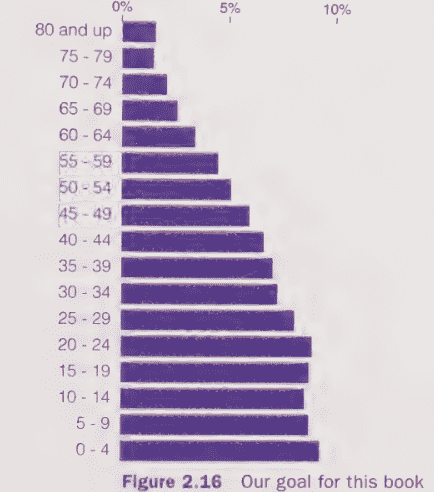 0% 5% 10%
80 and up
75 - 79
70 - 74
65 - 69
60 - 64
55 - 59
50 - 54
45 - 49
40 - 44
35 - 39
30 - 34
25 - 29
20 - 24
15 - 19
10 - 14
5 - 9
0 - 4
Figure 2.16 Our goal for this book